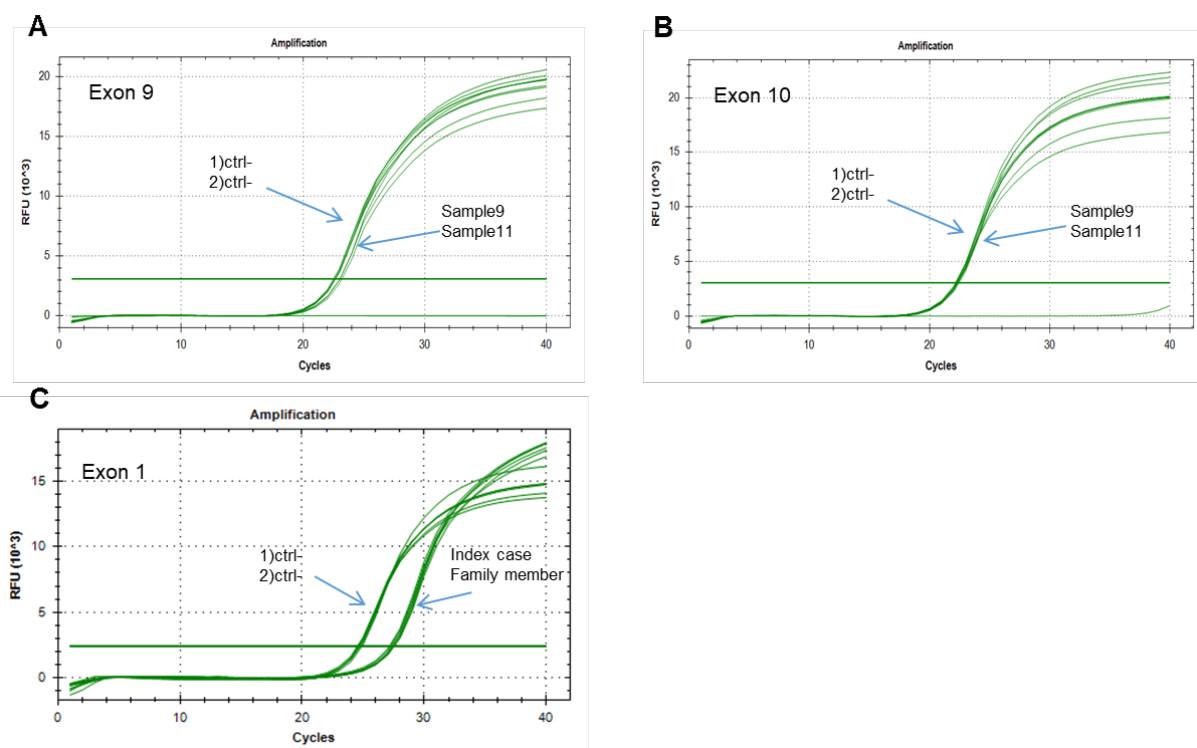 A
Amplification
Exon 9
1)ctrl-
2)ctrl-
Sample9
Sample11
RFU (10^3)
20
15
10
5
0
0
10
20
30
40
Cycles
B
Amplification
Exon 10
1)ctrl-
2)ctrl-
Sample9
Sample11
RFU (10^3)
20
15
10
5
0
0
10
20
30
40
Cycles
C
Amplification
Exon 1
1)ctrl-
2)ctrl-
Index case
Family member
RFU (10^3)
15
10
5
0
0
10
20
30
40
Cycles